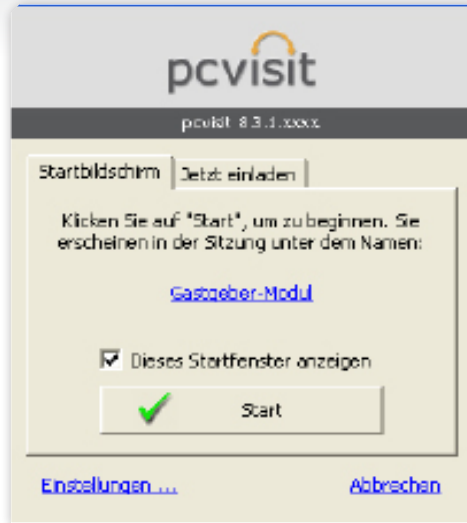 pcvisit
pcvisit 8.3.1.xxxx
Startbildschirm
Jetzt einladen
Klicken Sie auf "Start", um zu beginnen. Sie
erscheinen in der Sitzung unter dem Namen:
Gastgeber-Modul
Dieses Startfenster anzeigen
Start
Einstellungen ...
Abbrechen